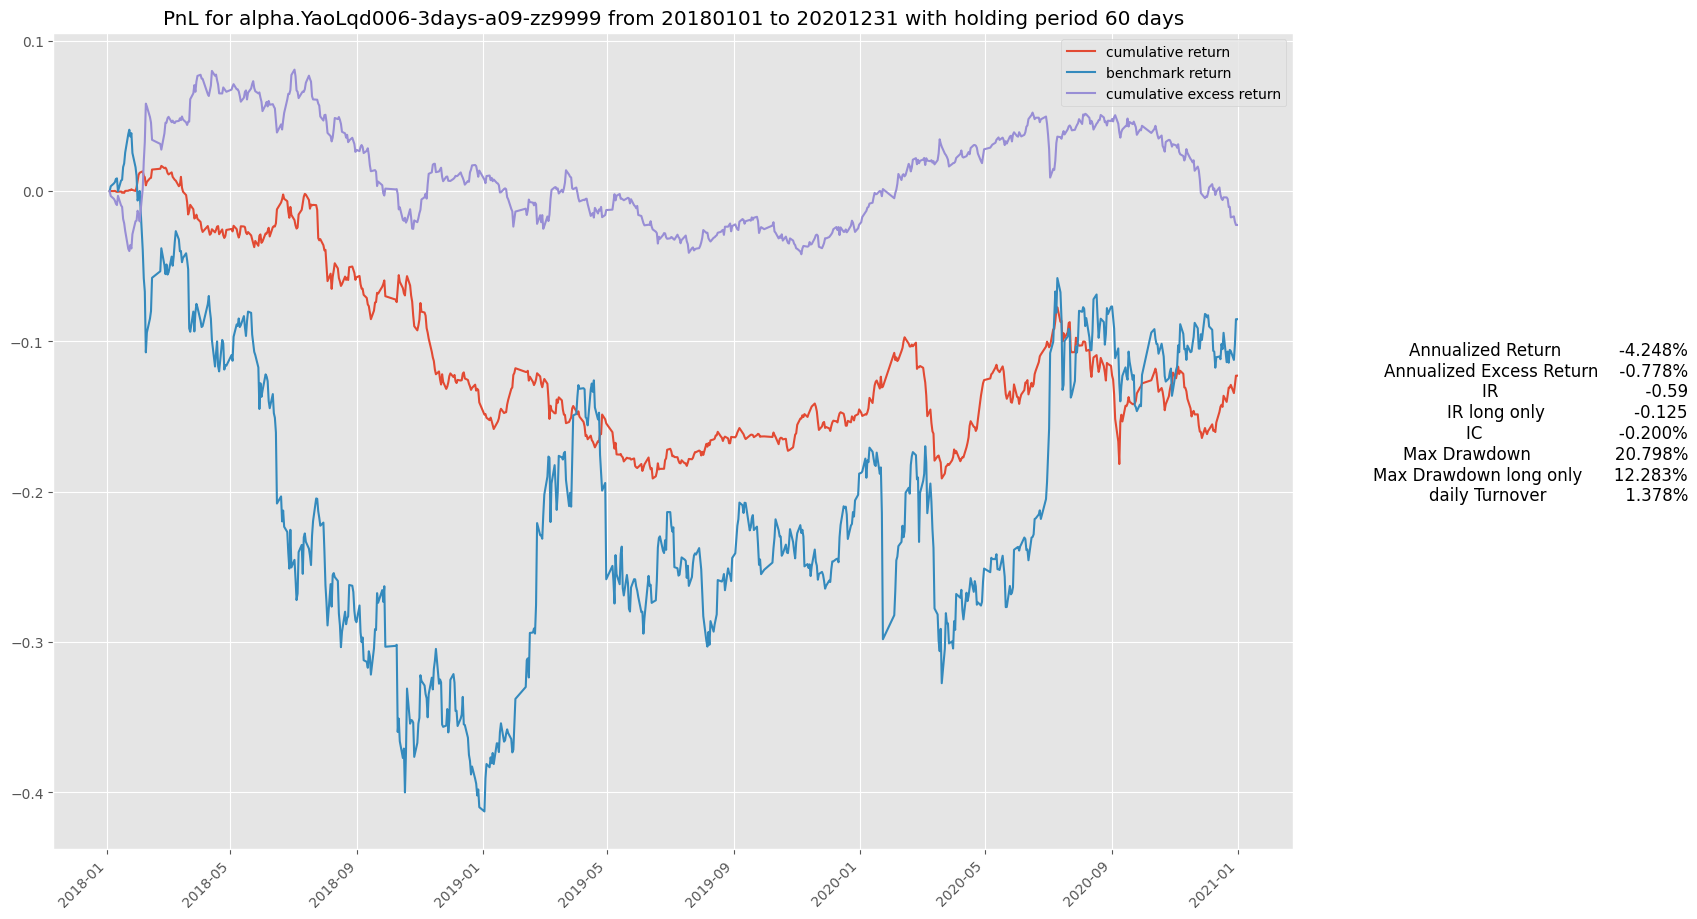 PnL for alpha.YaoLqd006-3days-a09-zz9999 from 20180101 to 20201231 with holding period 60 days
cumulative return
benchmark return
cumulative excess return
0.1
0.0
−0.1
−0.2
−0.3
−0.4
2018-01
2018-05
2018-09
2019-01
2019-05
2019-09
2020-01
2020-05
2020-09
2021-01
Annualized Return -4.248%
Annualized Excess Return -0.778%
IR -0.59
IR long only -0.125
IC -0.200%
Max Drawdown 20.798%
Max Drawdown long only 12.283%
daily Turnover 1.378%